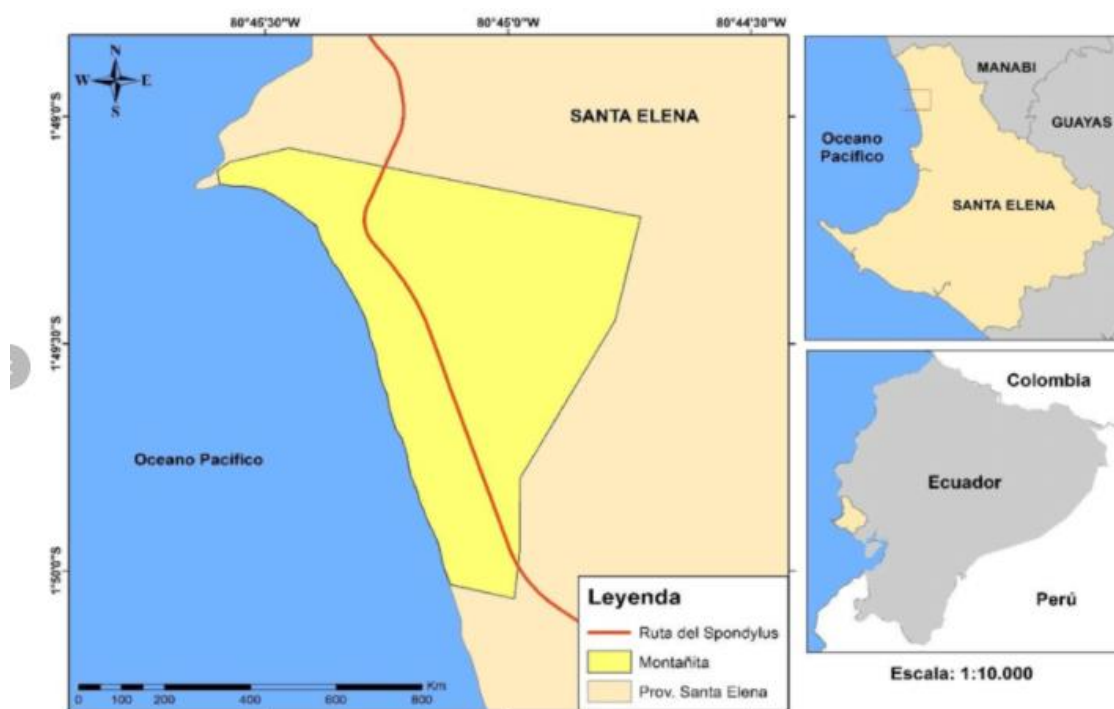 80°45'30"W 80°45'0"W 80°44'30"W
N
W E
S
1°49'0"S
1°49'30"S
1°50'0"S
SANTA ELENA
Oceano Pacífico
Leyenda
Ruta del Spondylus
Montañita
Prov. Santa Elena
Km
0 100 200 400 600 800
MANABI
GUAYAS
Oceano
Pacífico
SANTA ELENA
Colombia
Ecuador
Perú
Escala: 1:10.000